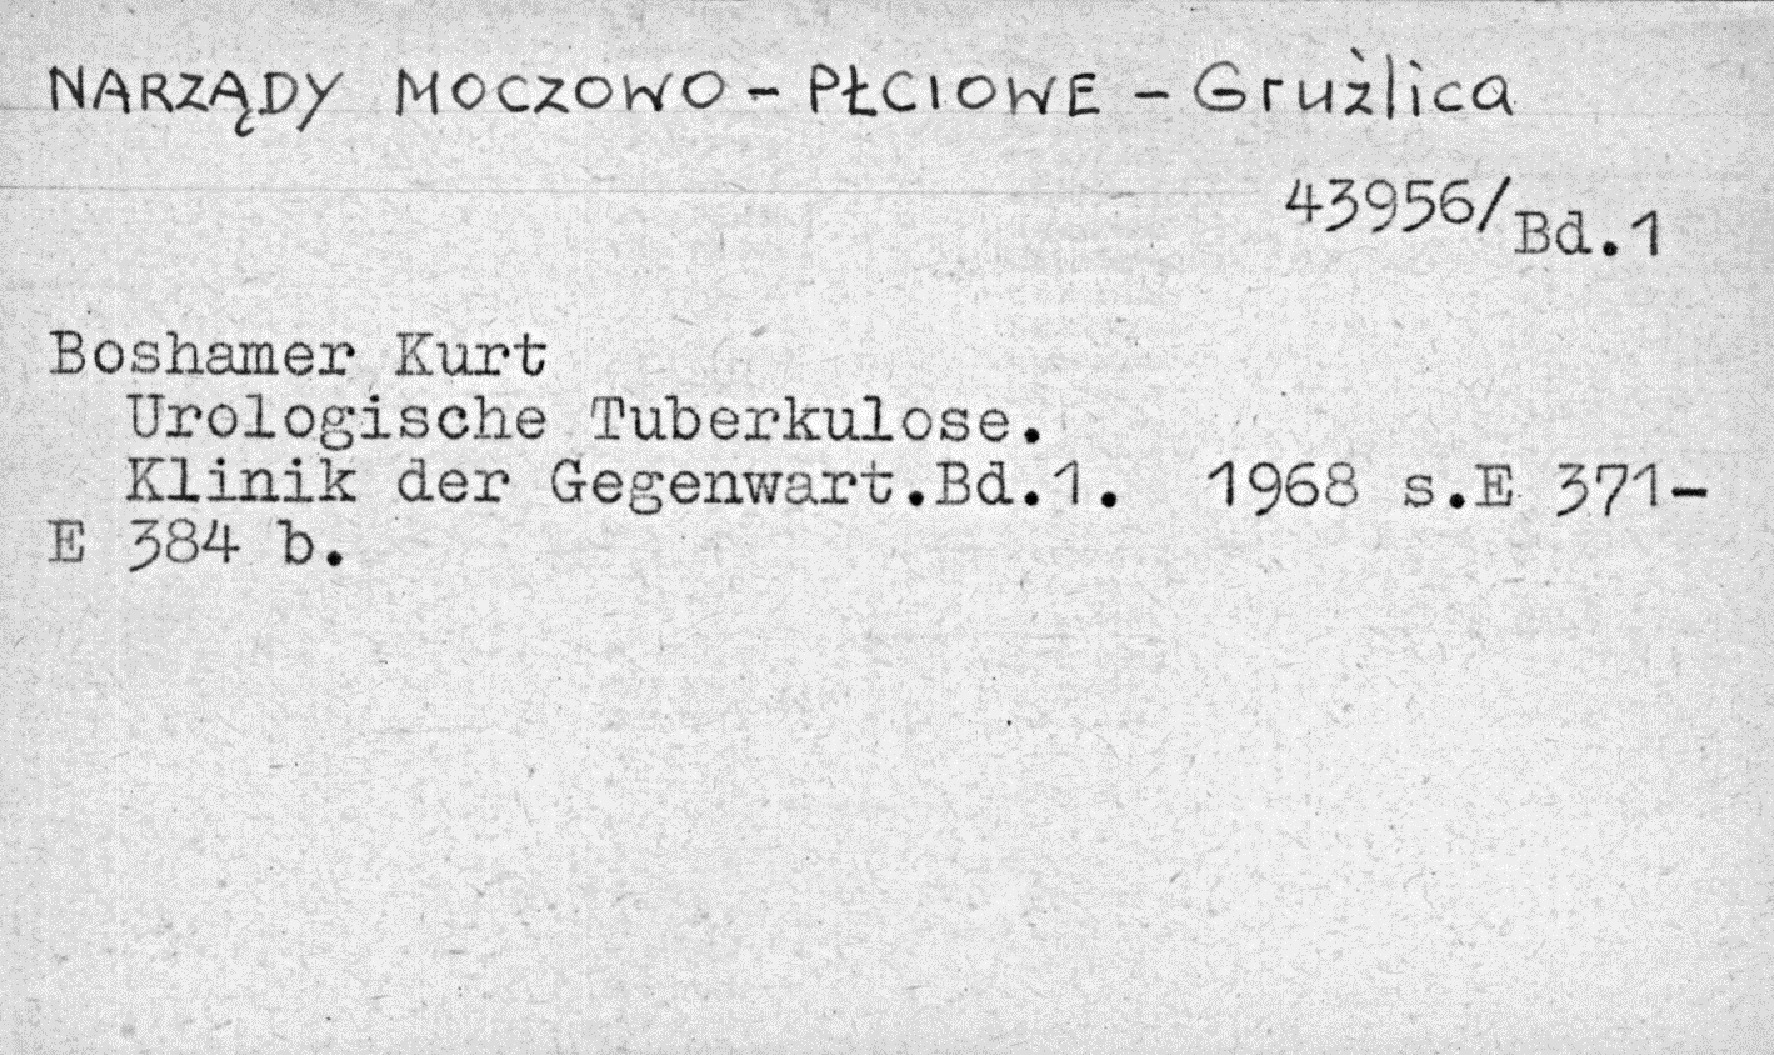 NARZĄDY MOCZOWO - PŁCIOWE - Gruźlica
43956/Bd.1
Boshamer Kurt
Urologische Tuberkulose.
Klinik der Gegenwart.Bd.1. 1968 s.E 371-
E 384 b.